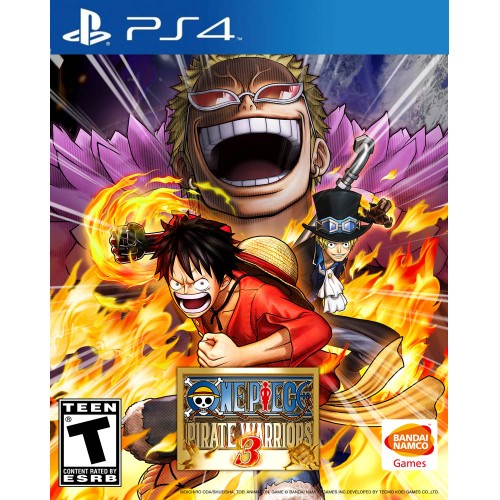 PS4
ONE PIECE
PIRATE WARRIORS
3
TEEN
T
CONTENT RATED BY
ESRB
BANDAI
NAMCO
Games